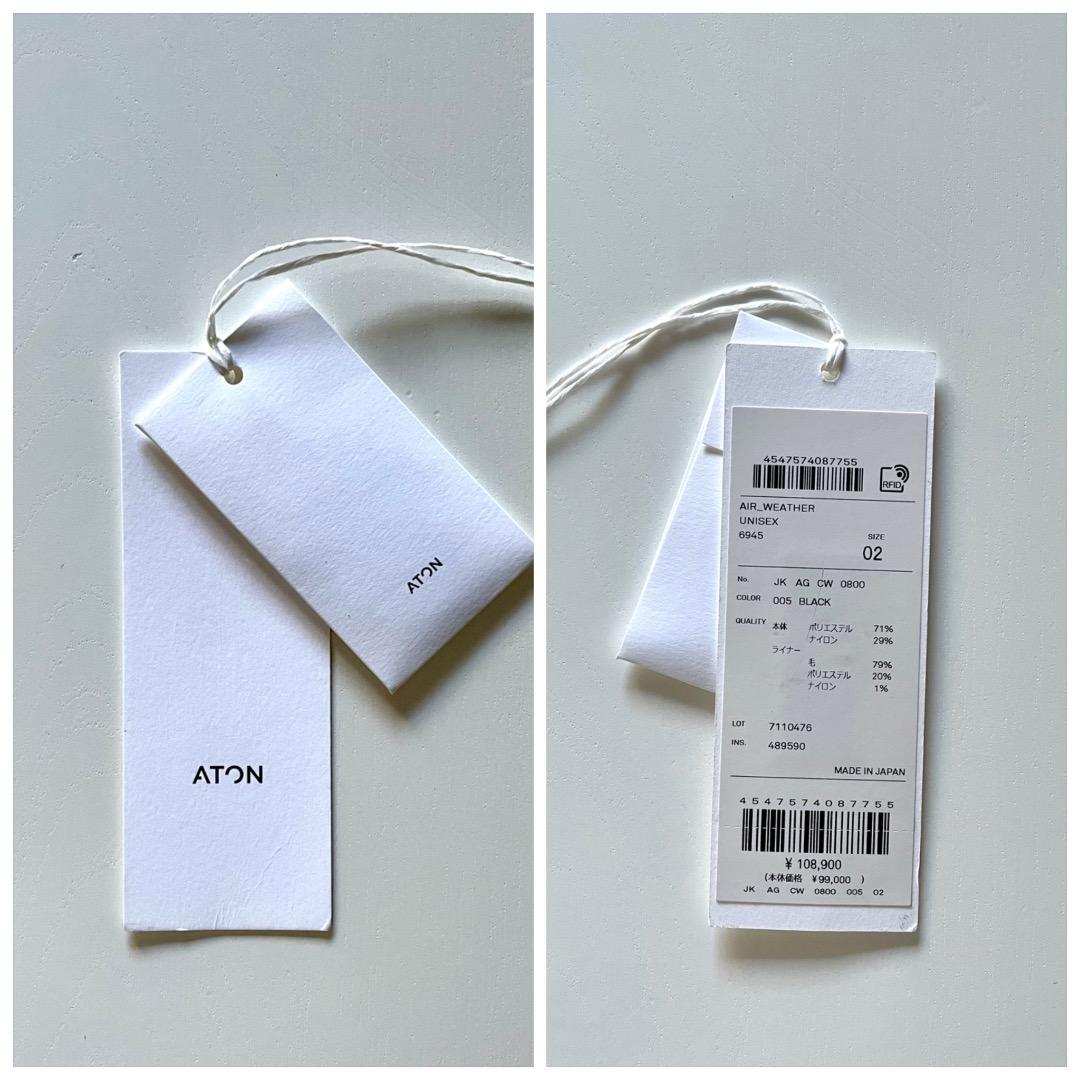 ATON
ATON
4547574087755
RFID
AIR_WEATHER
UNISEX
6945
SIZE
02
No. JK AG CW 0800
COLOR 005 BLACK
QUALITY 本体 ポリエステル 71%
ナイロン 29%
ライナー
毛 79%
ポリエステル 20%
ナイロン 1%
LOT 7110476
INS. 489590
MADE IN JAPAN
4547574087755
¥ 108,900
(本体価格 ¥99,000 )
JK AG CW 0800 005 02